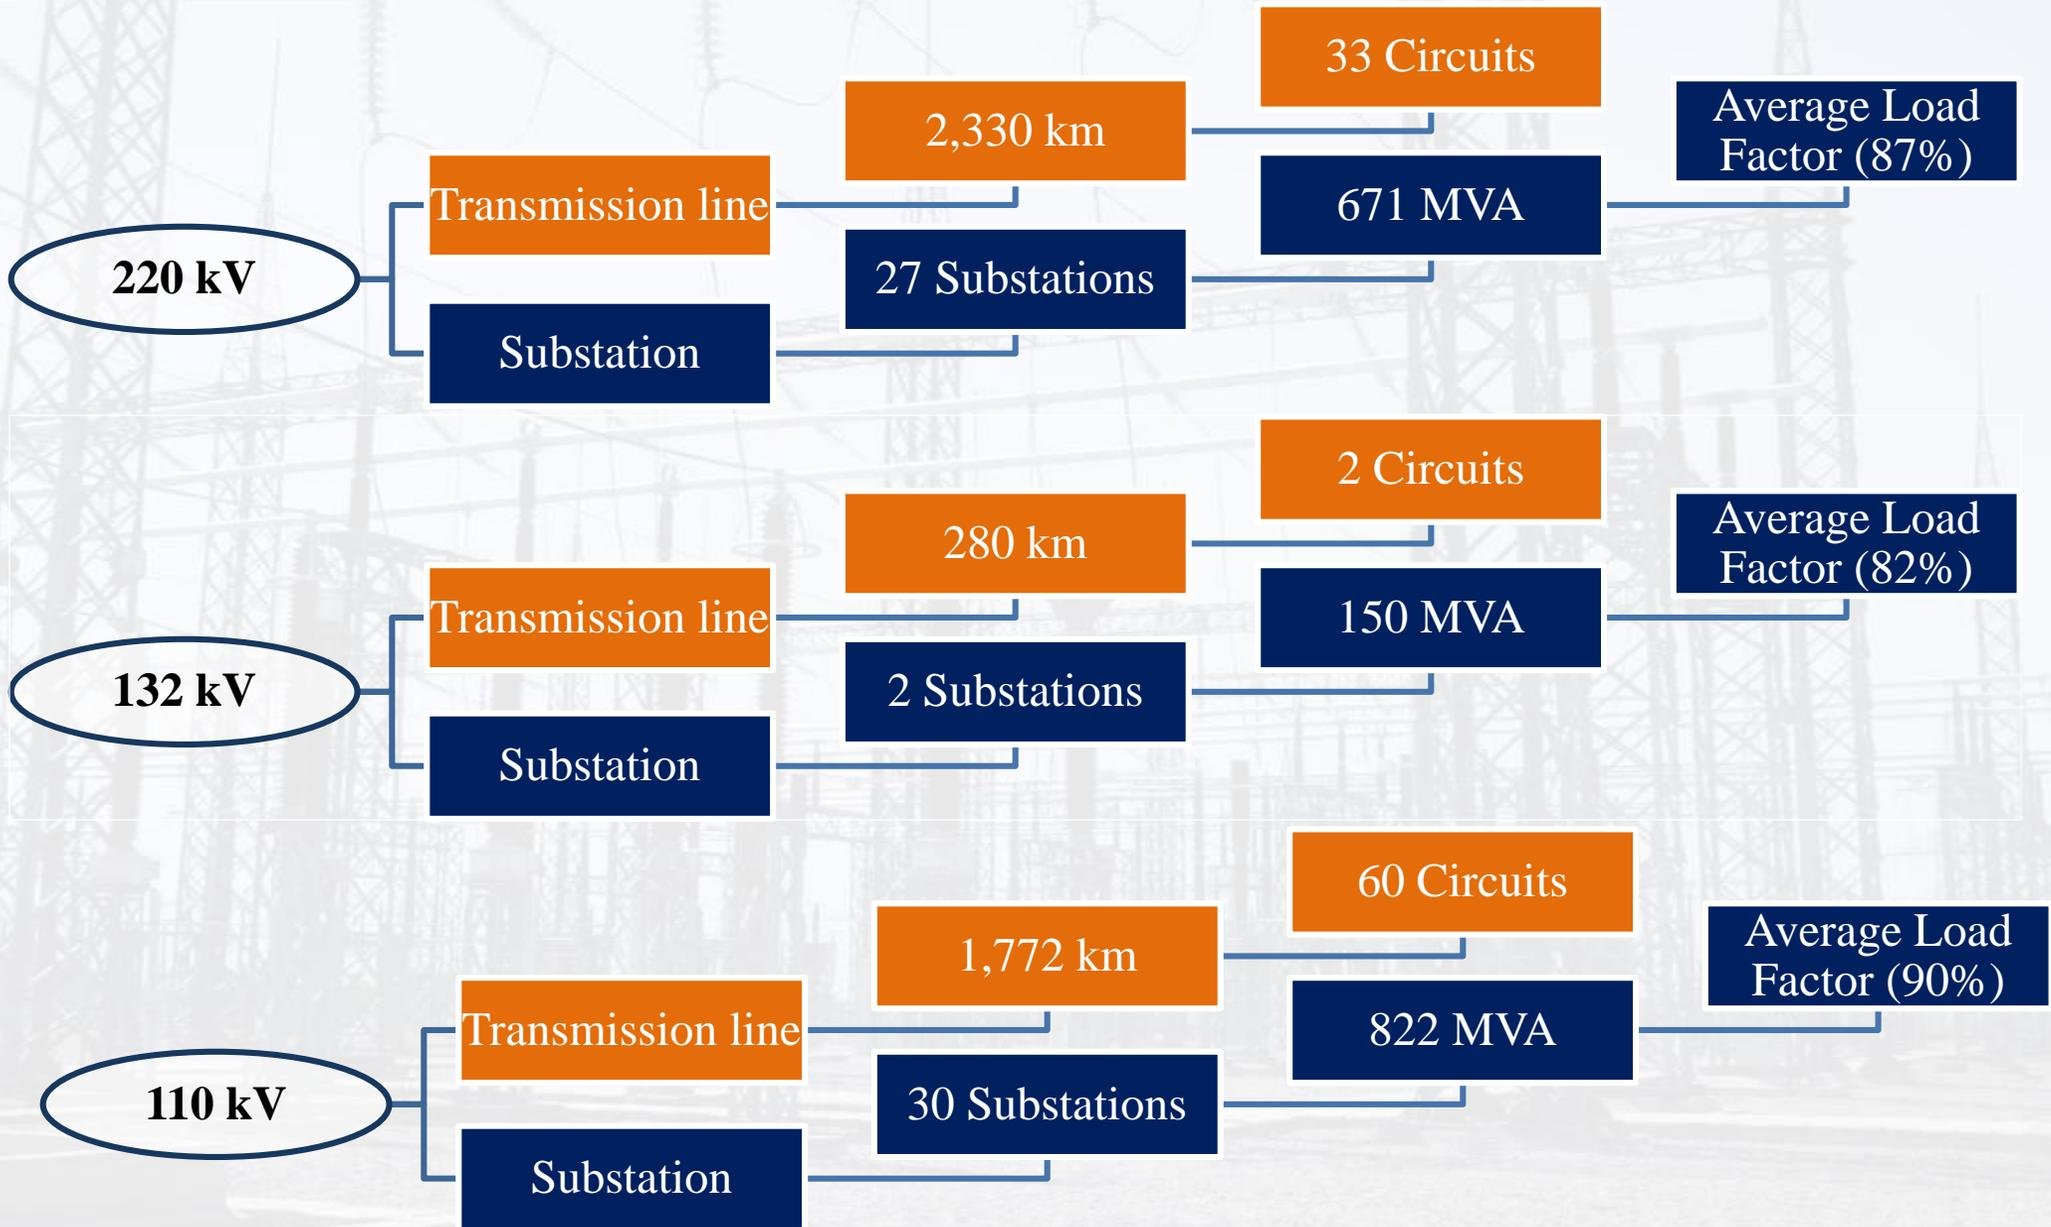 220 kV
Transmission line
2,330 km
33 Circuits
Substation
27 Substations
671 MVA
Average Load
Factor (87%)
132 kV
Transmission line
280 km
2 Circuits
Substation
2 Substations
150 MVA
Average Load
Factor (82%)
110 kV
Transmission line
1,772 km
60 Circuits
Substation
30 Substations
822 MVA
Average Load
Factor (90%)